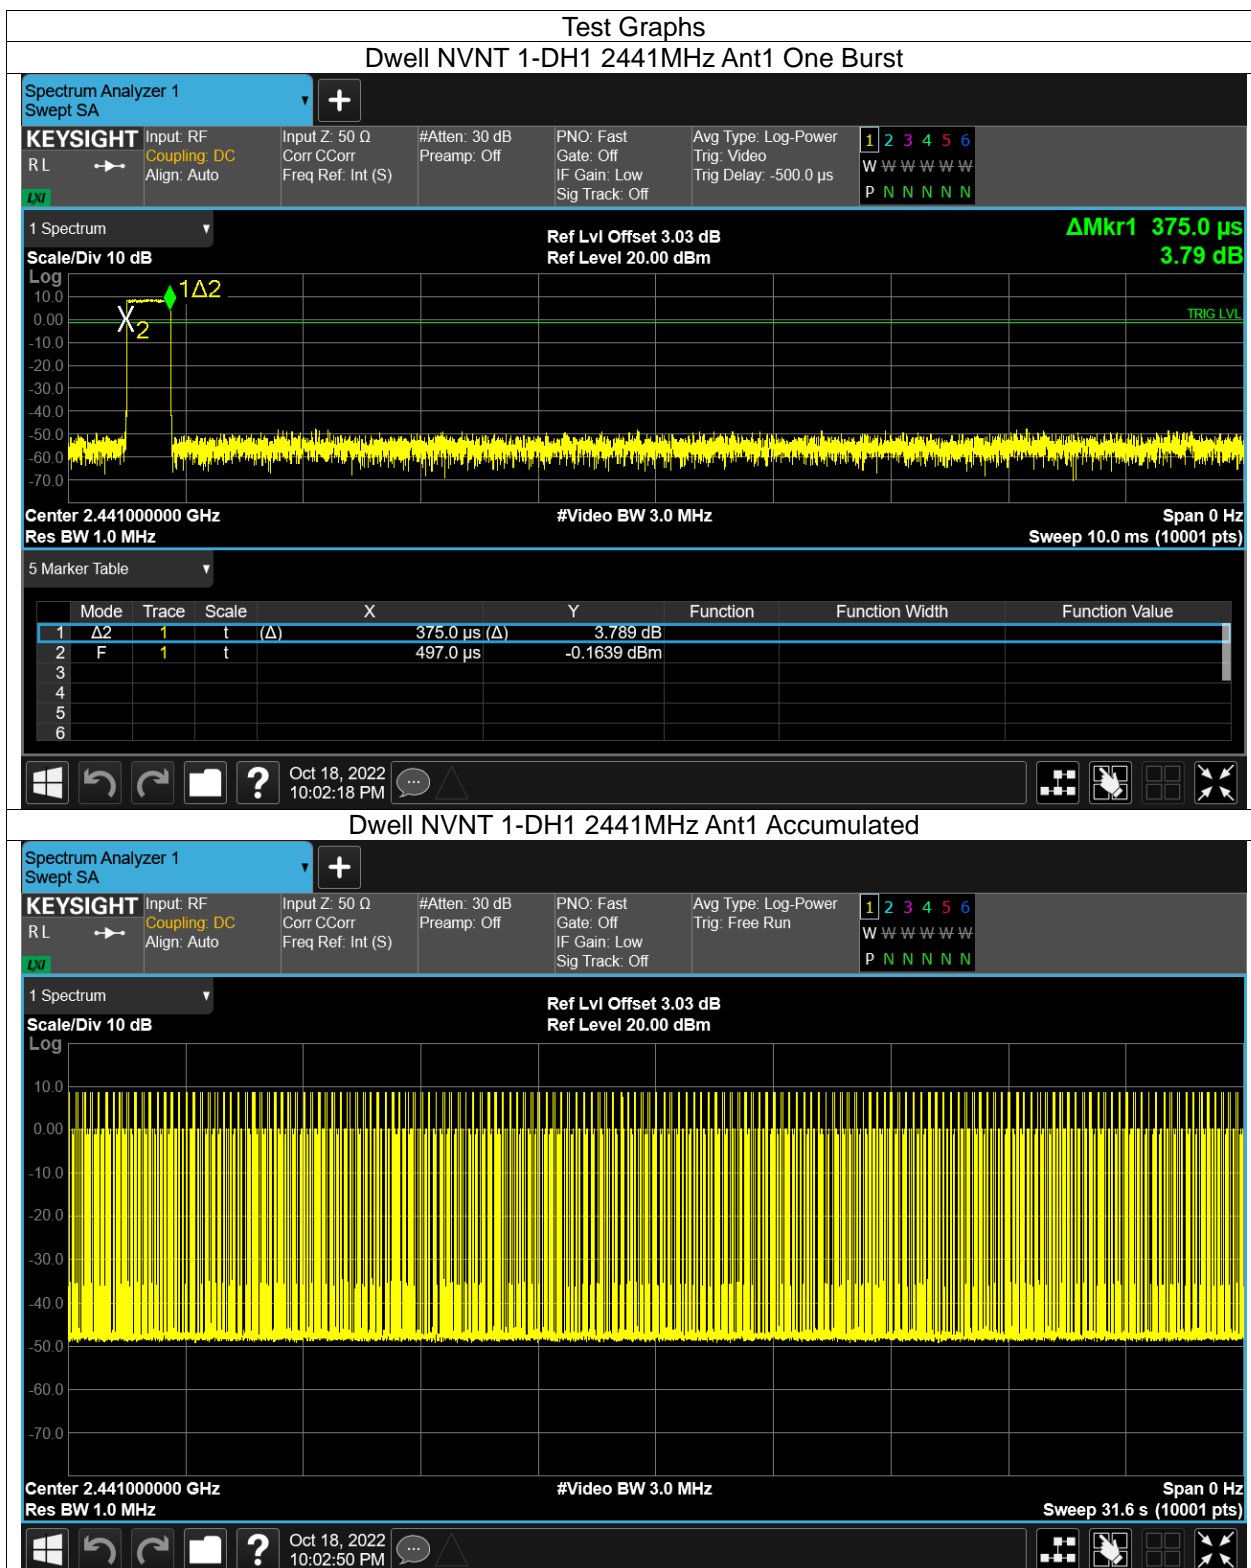 Test Graphs
Dwell NVNT 1-DH1 2441MHz Ant1 One Burst
Spectrum Analyzer 1
Swept SA
KEYSIGHT
R L
LXI
Input: RF
Coupling: DC
Align: Auto
Input Z: 50 Ω
Corr CCorr
Freq Ref: Int (S)
#Atten: 30 dB
Preamp: Off
PNO: Fast
Gate: Off
IF Gain: Low
Sig Track: Off
Avg Type: Log-Power
Trig: Video
Trig Delay: -500.0 µs
1 2 3 4 5 6
W W W W W W
P N N N N N
1 Spectrum
Ref Lvl Offset 3.03 dB
ΔMkr1 375.0 µs
Scale/Div 10 dB
Ref Level 20.00 dBm
3.79 dB
Log
10.0
0.00
-10.0
-20.0
-30.0
-40.0
-50.0
-60.0
-70.0
1Δ2
X2
TRIG LVL
Center 2.441000000 GHz
#Video BW 3.0 MHz
Span 0 Hz
Res BW 1.0 MHz
Sweep 10.0 ms (10001 pts)
5 Marker Table
Mode Trace Scale X Y Function Function Width Function Value
1 Δ2 1 t (Δ) 375.0 µs (Δ) 3.789 dB
2 F 1 t 497.0 µs -0.1639 dBm
3
4
5
6
?
Oct 18, 2022
10:02:18 PM
Dwell NVNT 1-DH1 2441MHz Ant1 Accumulated
Spectrum Analyzer 1
Swept SA
KEYSIGHT
R L
LXI
Input: RF
Coupling: DC
Align: Auto
Input Z: 50 Ω
Corr CCorr
Freq Ref: Int (S)
#Atten: 30 dB
Preamp: Off
PNO: Fast
Gate: Off
IF Gain: Low
Sig Track: Off
Avg Type: Log-Power
Trig: Free Run
1 2 3 4 5 6
W W W W W W
P N N N N N
1 Spectrum
Ref Lvl Offset 3.03 dB
Scale/Div 10 dB
Ref Level 20.00 dBm
Log
10.0
0.00
-10.0
-20.0
-30.0
-40.0
-50.0
-60.0
-70.0
Center 2.441000000 GHz
#Video BW 3.0 MHz
Span 0 Hz
Res BW 1.0 MHz
Sweep 31.6 s (10001 pts)
?
Oct 18, 2022
10:02:50 PM